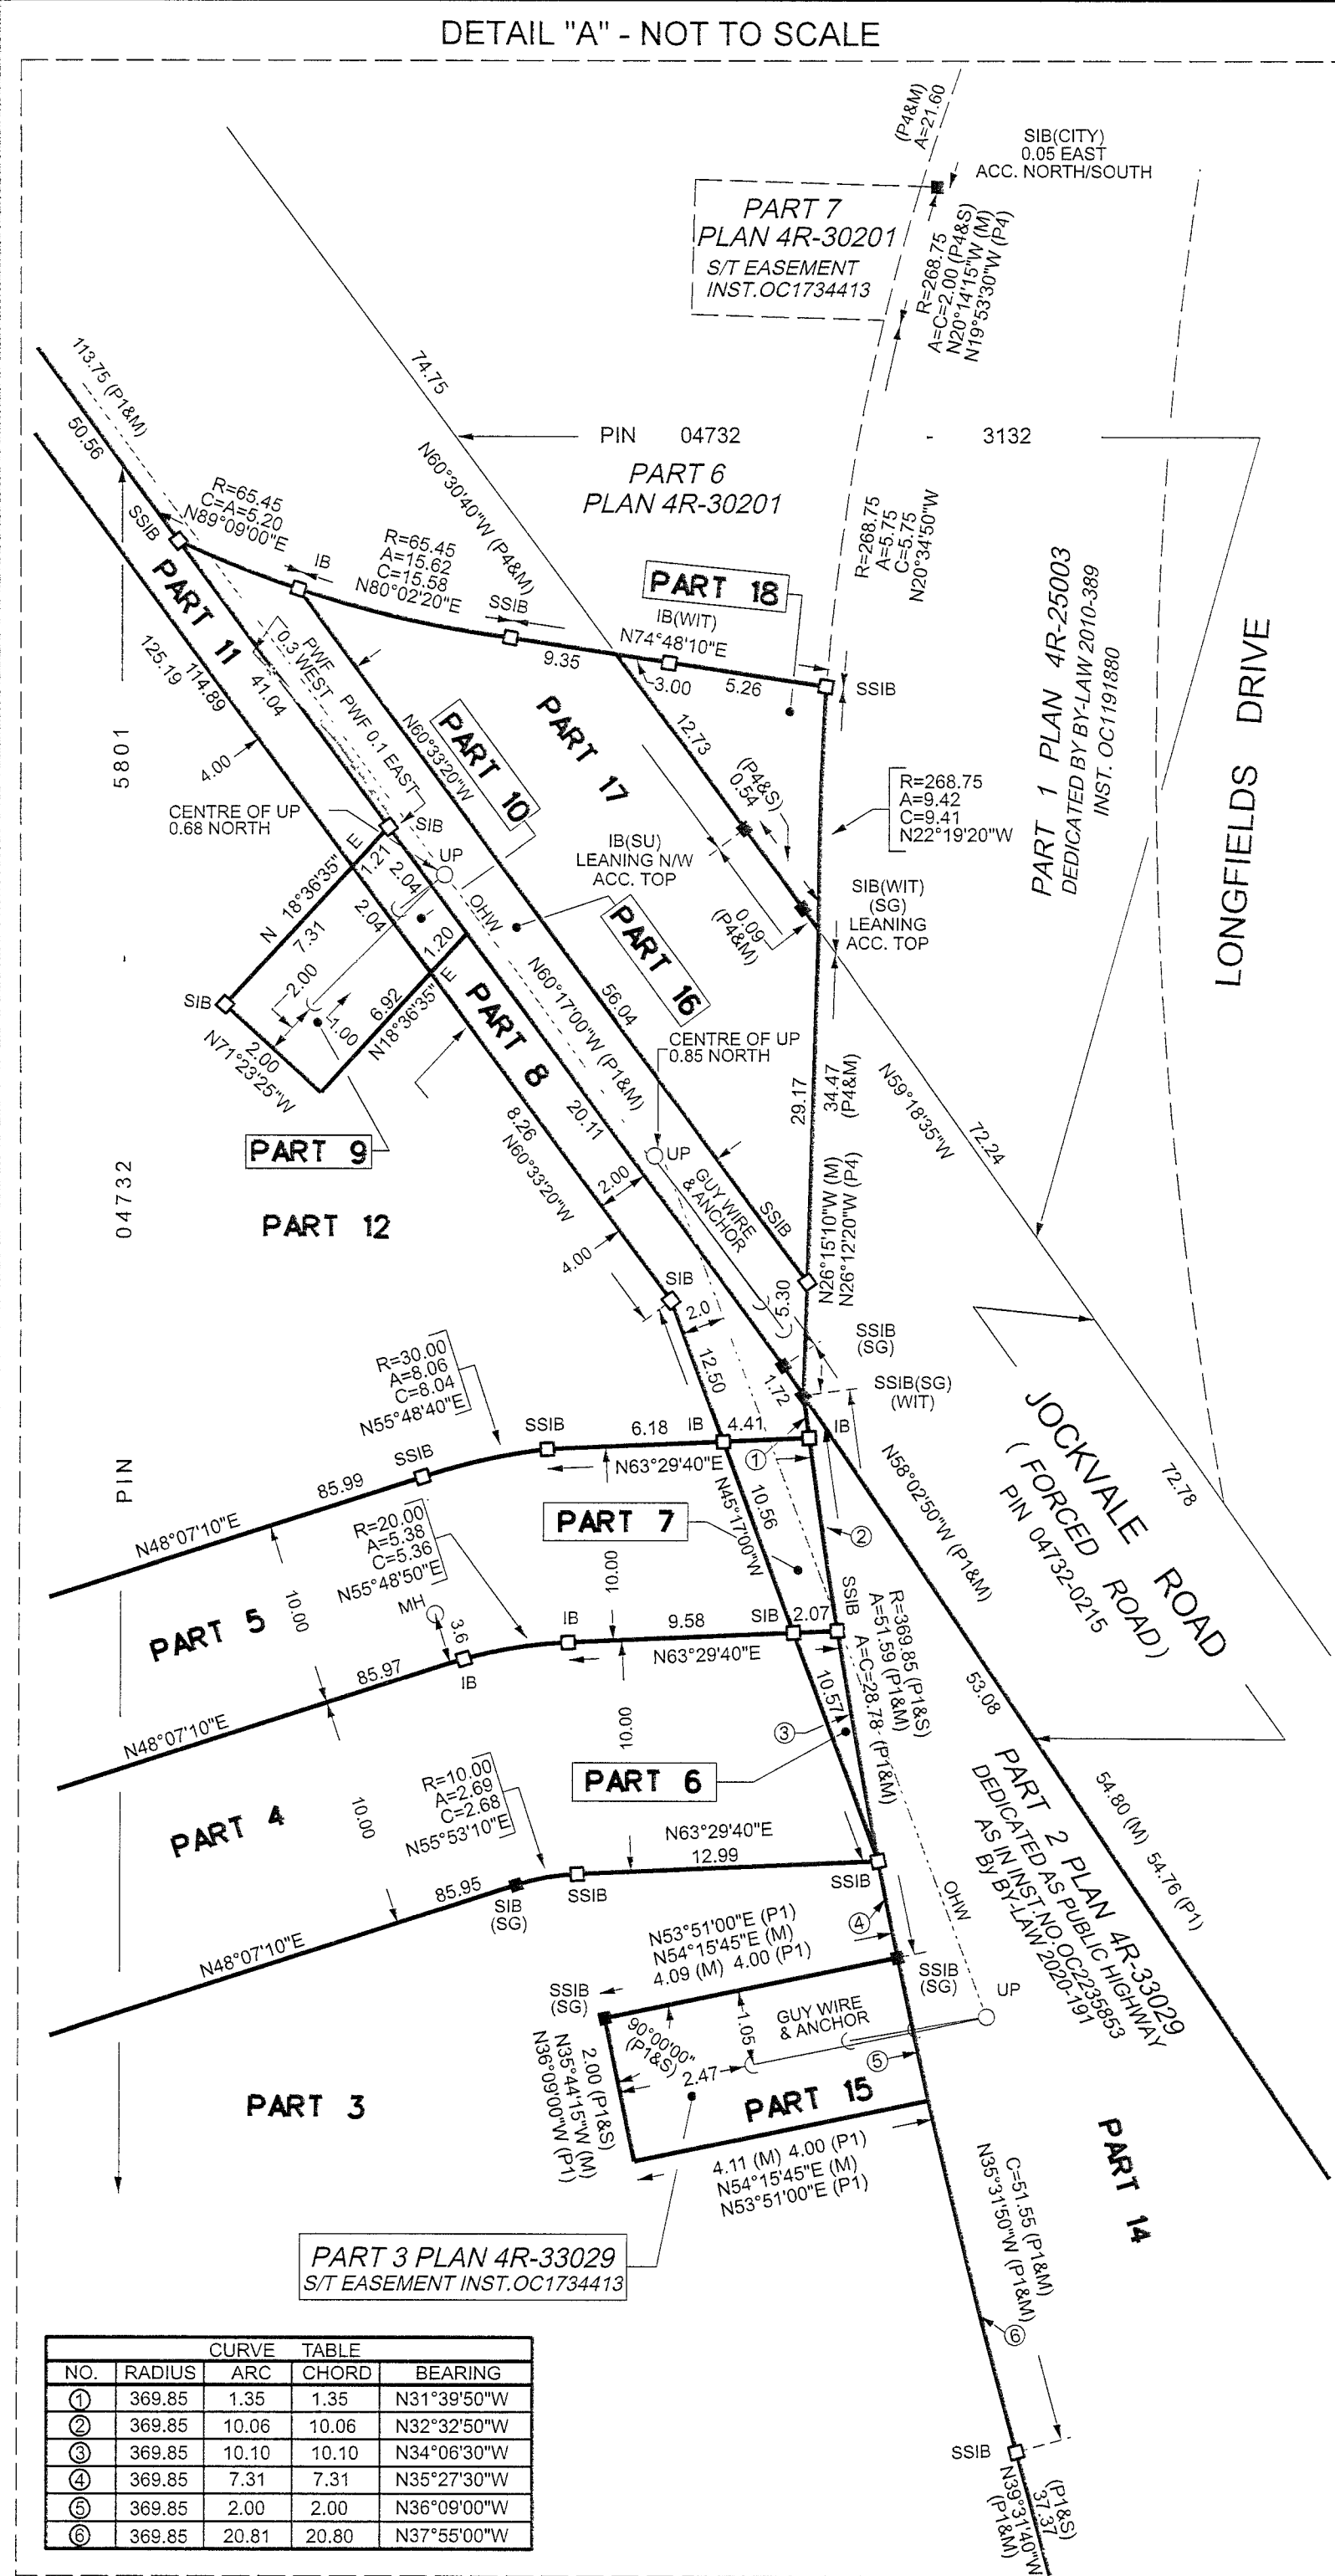 DETAIL "A" - NOT TO SCALE
(P4&M)
A=21.60
SIB(CITY)
0.05 EAST
ACC. NORTH/SOUTH
PART 7
PLAN 4R-30201
S/T EASEMENT
INST.OC1734413
R=268.75
A=C=2.00 (P4&S)
N20°14'15"W (M)
N19°53'30"W (P4)
113.75 (P1&M)
50.56
74.75
PIN 04732 - 3132
PART 6
PLAN 4R-30201
N60°30'40"W (P4&M)
SSIB
R=65.45
C=A=5.20
N89°09'00"E
IB
R=65.45
A=15.62
C=15.58
N80°02'20"E
SSIB
R=268.75
A=5.75
C=5.75
N20°34'50"W
PART 18
IB(WIT)
N74°48'10"E
9.35
3.00
5.26
SSIB
PART 1 PLAN 4R-25003
DEDICATED BY BY-LAW 2010-389
INST. OC1191880
LONGFIELDS DRIVE
PART 11
125.19
114.89
41.04
PWF
0.3 WEST
PWF 0.1 EAST
N60°33'20"W
PART 10
PART 17
12.73
(P4&S)
0.54
R=268.75
A=9.42
C=9.41
N22°19'20"W
5801
4.00
CENTRE OF UP
0.68 NORTH
SIB
UP
OHW
IB(SU)
LEANING N/W
ACC. TOP
PART 16
0.09
(P4&M)
SIB(WIT)
(SG)
LEANING
ACC. TOP
N 18°36'35" E
7.31
1.21
2.04
2.04
1.20
2.00
1.00
6.92
N18°36'35" E
SIB
2.00
N71°23'25"W
PART 9
PART 8
N60°17'00"W (P1&M)
56.04
CENTRE OF UP
0.85 NORTH
29.17
34.47
(P4&M)
N59°18'35"W
72.24
04732
-
PART 12
8.26
N60°33'20"W
20.11
2.00
UP
GUY WIRE
& ANCHOR
SSIB
N26°15'10"W (M)
N26°12'20"W (P4)
4.00
SIB
2.0
5.30
SSIB
(SG)
R=30.00
A=8.06
C=8.04
N55°48'40"E
12.50
1.72
SSIB(SG)
(WIT)
JOCKVALE ROAD
( FORCED ROAD )
PIN 04732-0215
72.78
SSIB
SSIB
6.18
IB
4.41
IB
N63°29'40"E
①
PIN
85.99
N48°07'10"E
R=20.00
A=5.38
C=5.36
N55°48'50"E
PART 7
N45°17'00"W
10.56
②
N58°02'50"W (P1&M)
PART 5
10.00
MH
3.6
IB
10.00
9.58
SIB
2.07
SSIB
N63°29'40"E
R=369.85 (P1&S)
A=51.59 (P1&M)
A=C=28.78 (P1&M)
85.97
IB
N48°07'10"E
10.00
10.57
③
53.08
PART 6
R=10.00
A=2.69
C=2.68
N55°53'10"E
PART 4
10.00
N63°29'40"E
12.99
PART 2 PLAN 4R-33029
DEDICATED AS PUBLIC HIGHWAY
AS IN INST.NO.OC2235853
By BY-LAW 2020-191
54.80 (M) 54.76 (P1)
85.95
SIB
(SG)
SSIB
SSIB
OHW
N48°07'10"E
④
N53°51'00"E (P1)
N54°15'45"E (M)
4.09 (M) 4.00 (P1)
SSIB
(SG)
SSIB
(SG)
UP
90°00'00"
(P1&S)
1.05
GUY WIRE
& ANCHOR
2.47
⑤
2.00 (P1&S)
N35°44'15"W (M)
N36°09'00"W (P1)
PART 3
PART 15
4.11 (M) 4.00 (P1)
N54°15'45"E (M)
N53°51'00"E (P1)
PART 14
C=51.55 (P1&M)
N35°31'50"W (P1&M)
PART 3 PLAN 4R-33029
S/T EASEMENT INST.OC1734413
⑥
SSIB
(P1&S)
37.37
N39°31'40"W
(P1&M)
CURVE TABLE
NO. RADIUS ARC CHORD BEARING
① 369.85 1.35 1.35 N31°39'50"W
② 369.85 10.06 10.06 N32°32'50"W
③ 369.85 10.10 10.10 N34°06'30"W
④ 369.85 7.31 7.31 N35°27'30"W
⑤ 369.85 2.00 2.00 N36°09'00"W
⑥ 369.85 20.81 20.80 N37°55'00"W